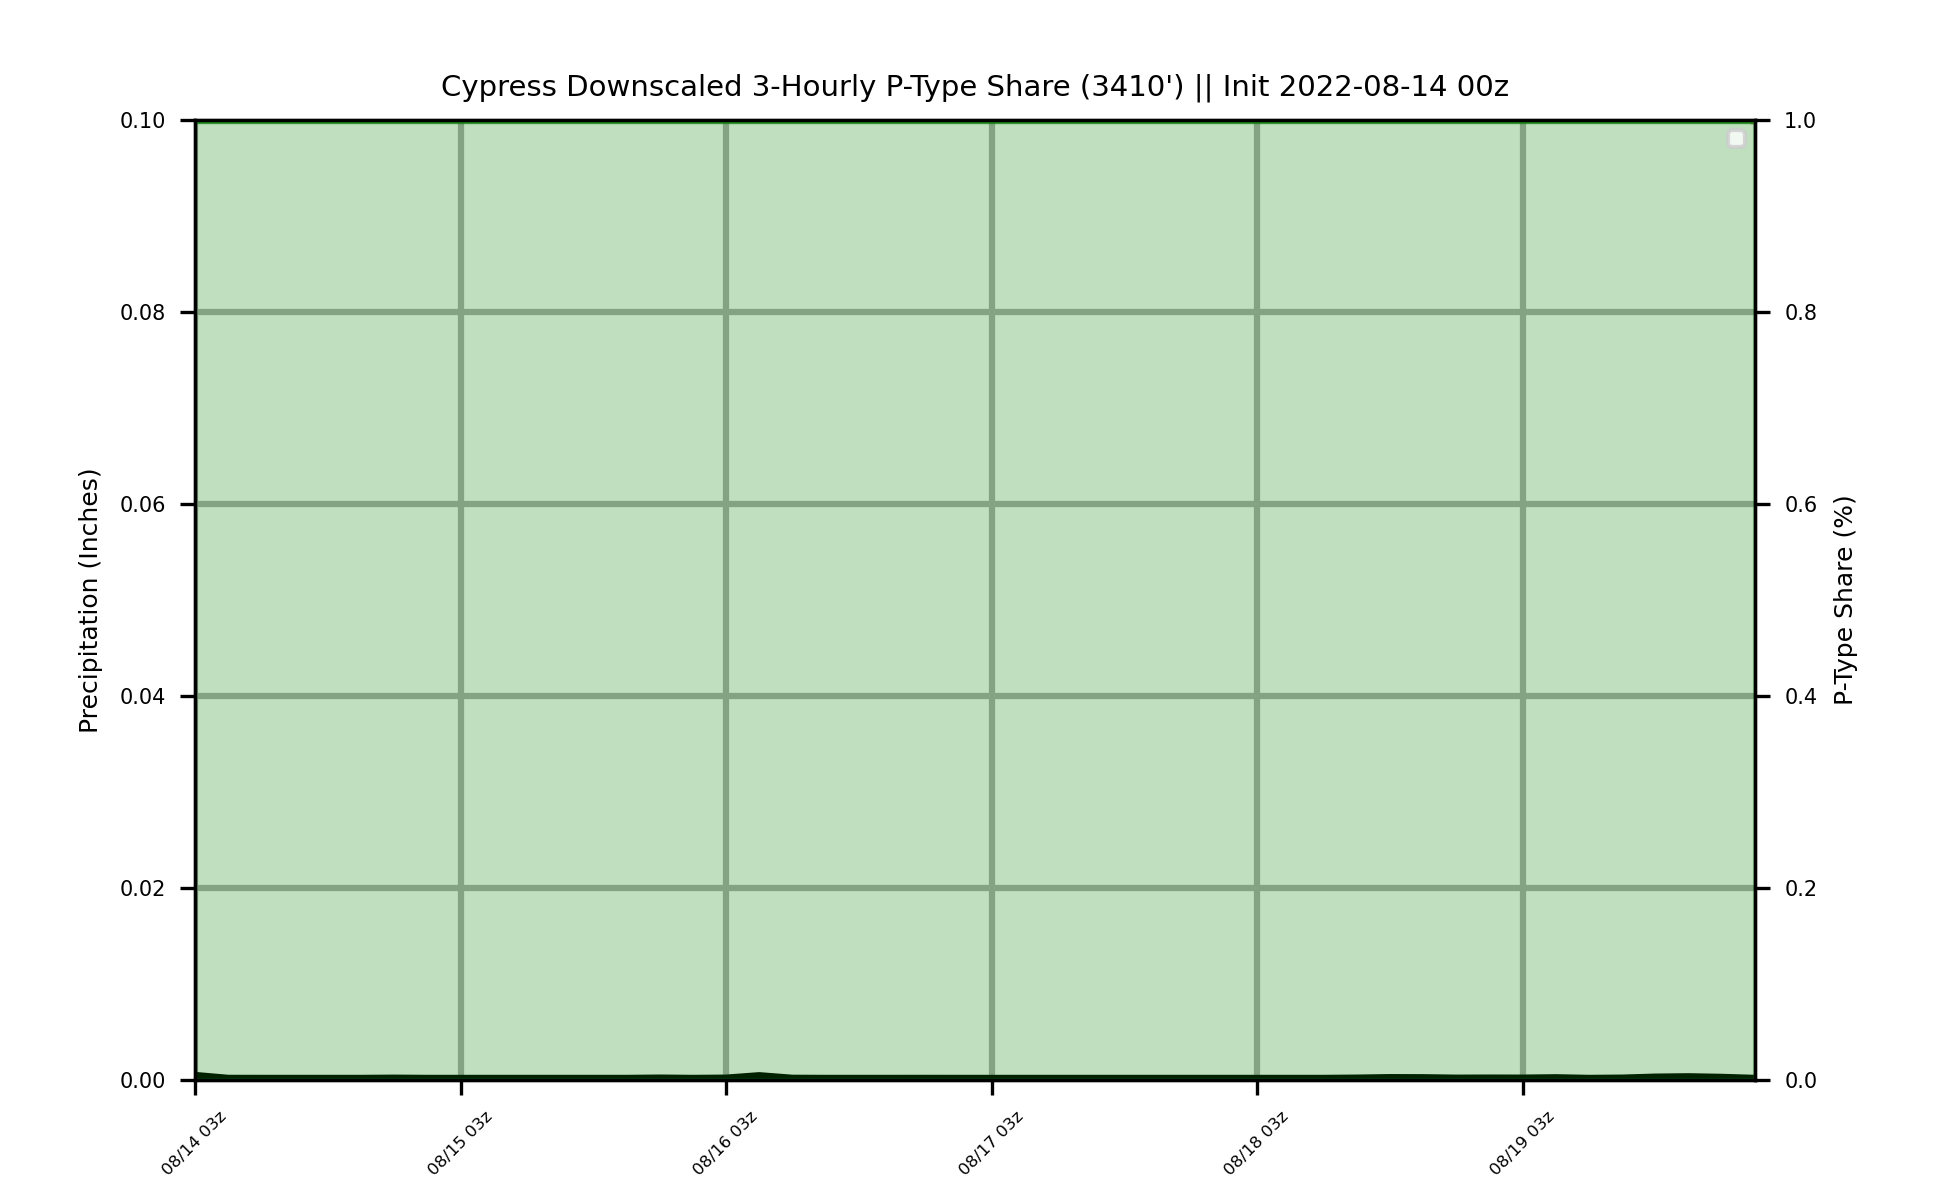 Cypress Downscaled 3-Hourly P-Type Share (3410') || Init 2022-08-14 00z
Precipitation (Inches)
0.10
0.08
0.06
0.04
0.02
0.00
1.0
0.8
0.6
0.4
0.2
0.0
P-Type Share (%)
08/14 03z
08/15 03z
08/16 03z
08/17 03z
08/18 03z
08/19 03z